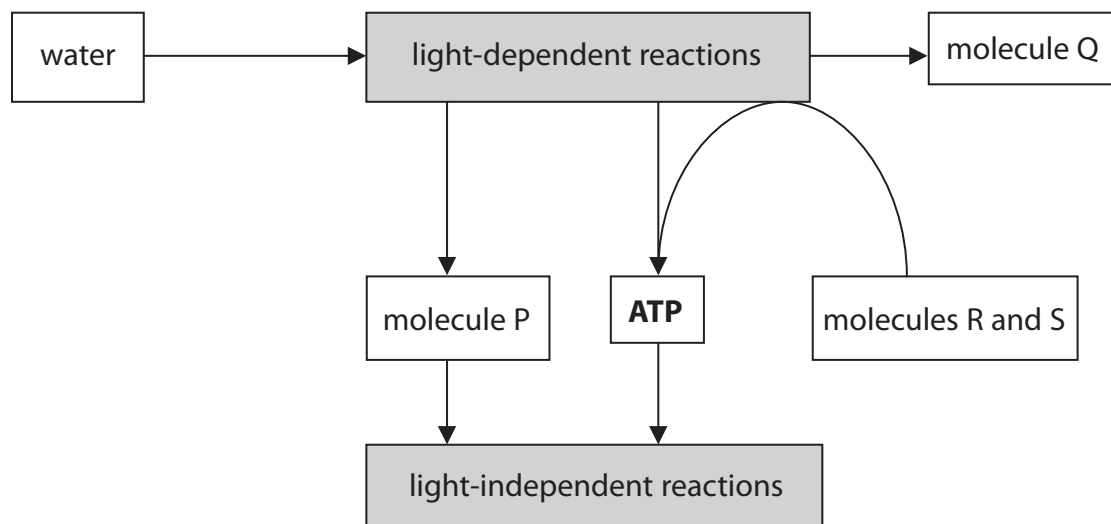 water
light-dependent reactions
molecule Q
molecule P
ATP
molecules R and S
light-independent reactions